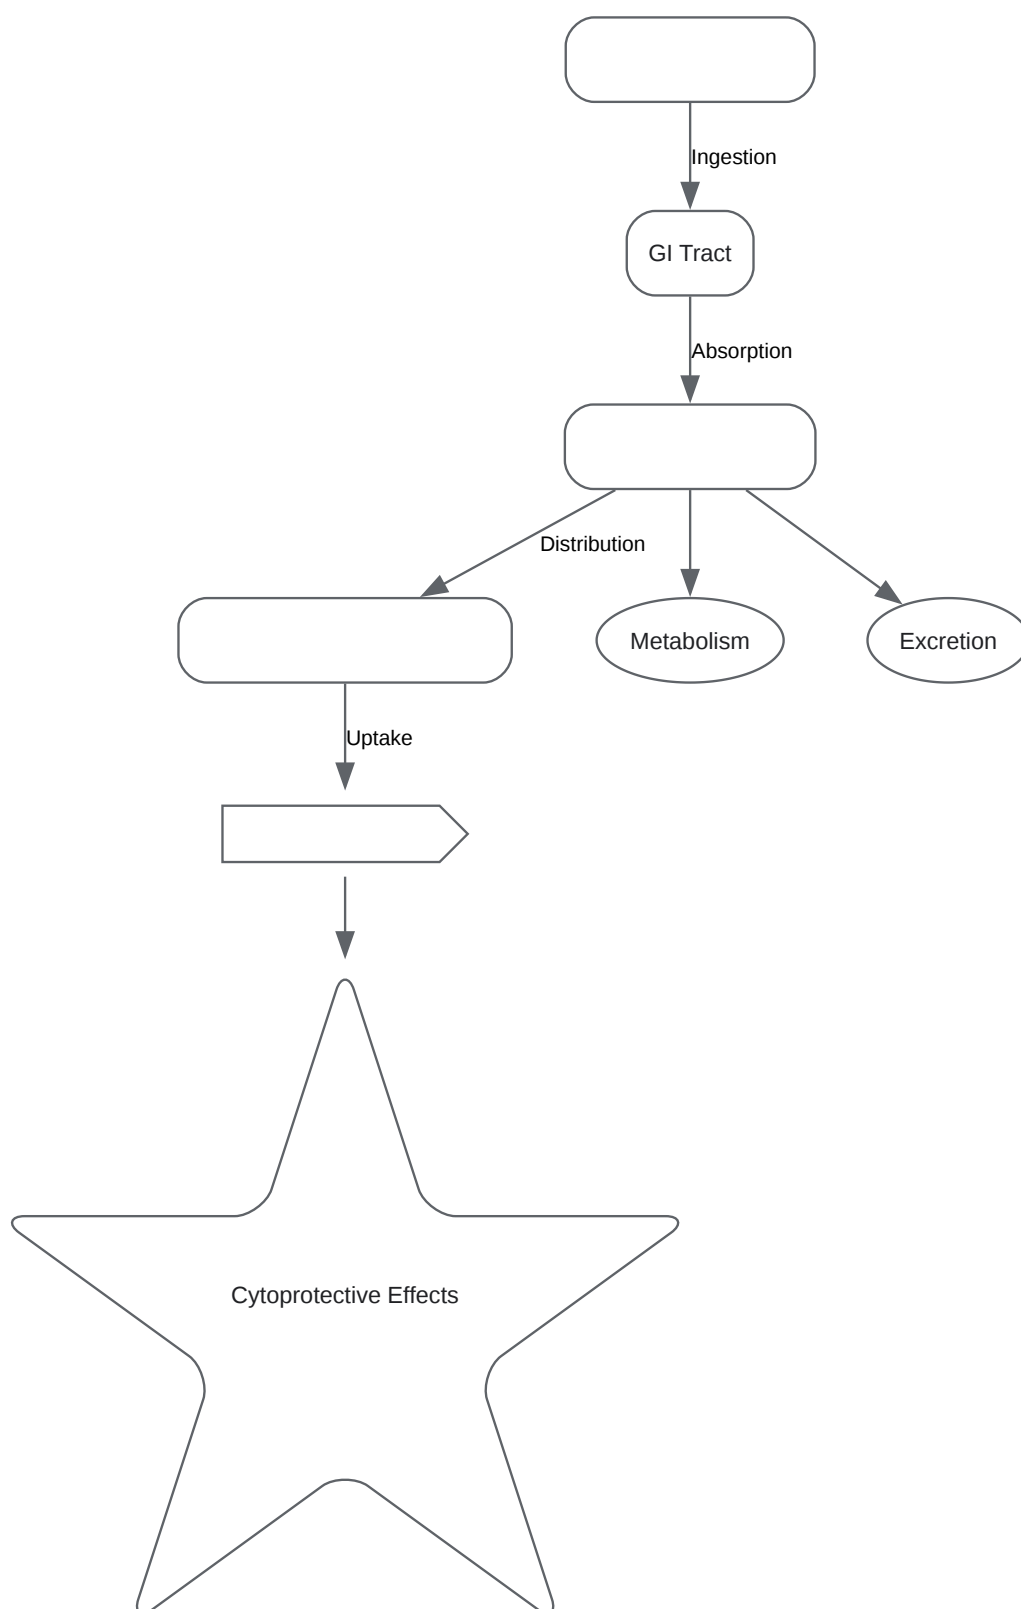 Ingestion
GI Tract
Absorption
Distribution
Metabolism
Excretion
Uptake
Cytoprotective Effects